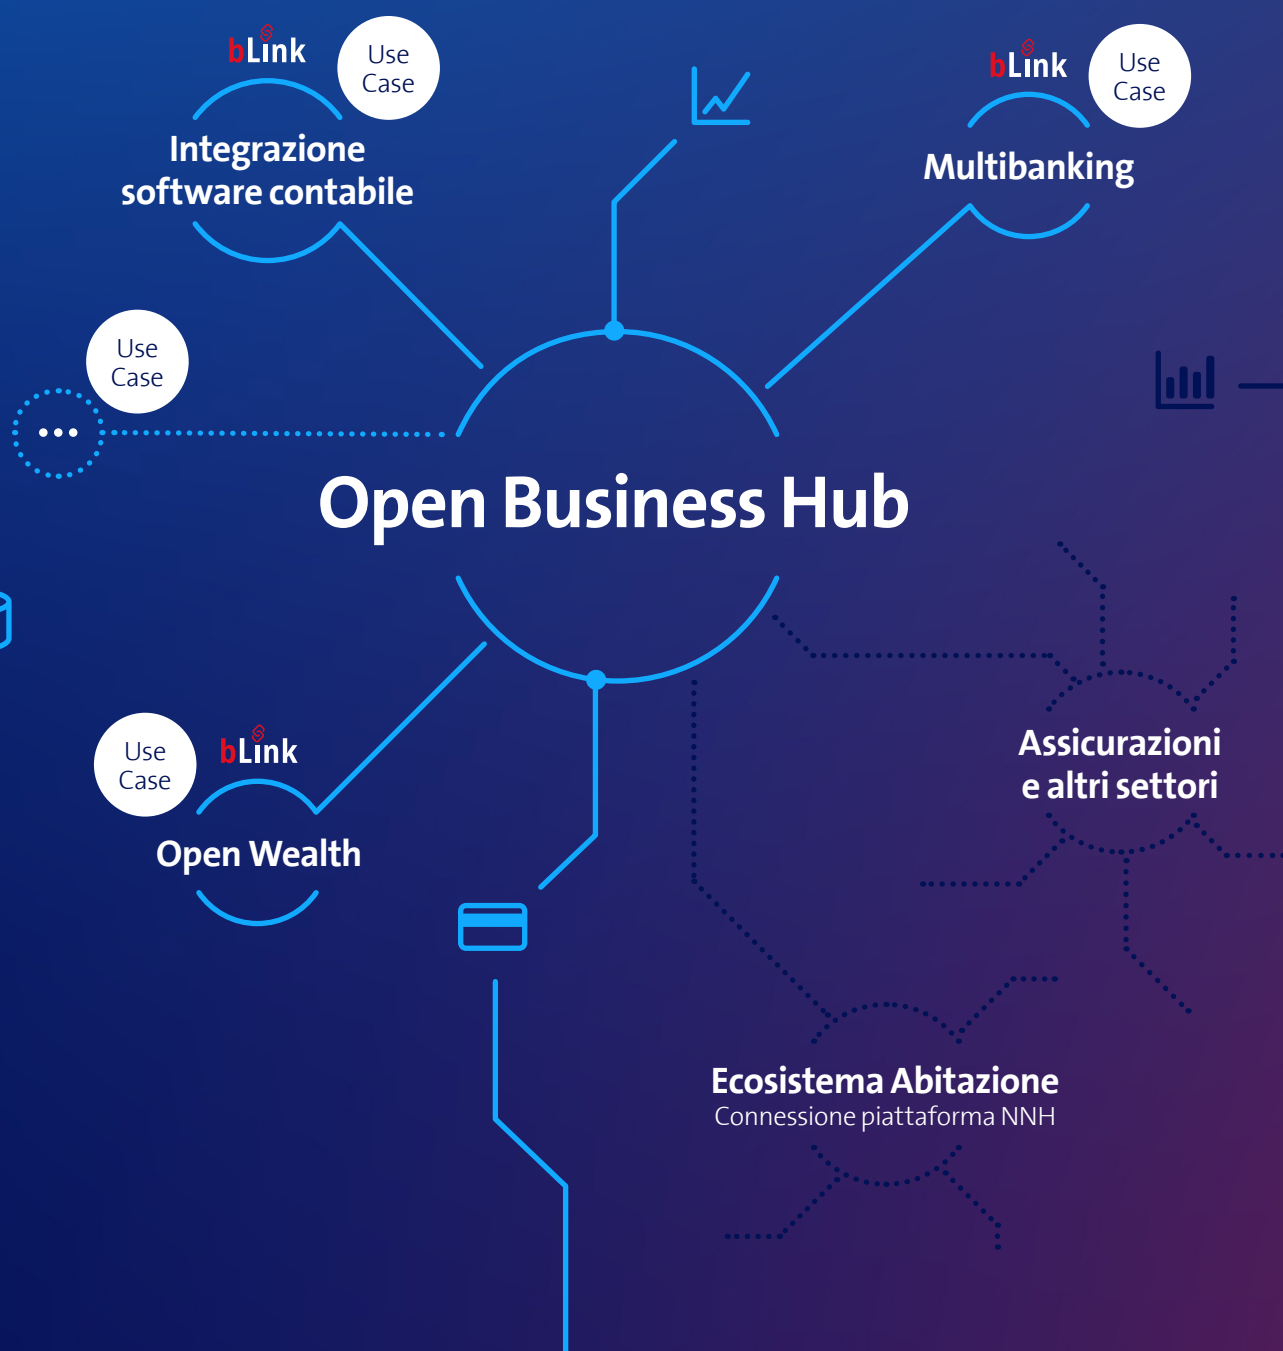 bLink
Use
Case
Integrazione
software contabile
bLink
Use
Case
Multibanking
Use
Case
...
Open Business Hub
Use
Case
bLink
Open Wealth
Assicurazioni
e altri settori
Ecosistema Abitazione
Connessione piattaforma NNH